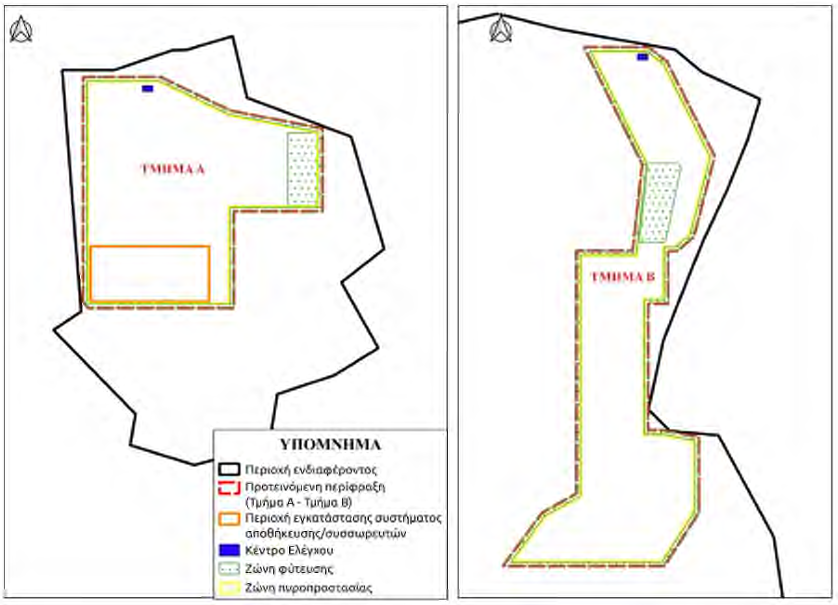 ΤΜΗΜΑ Α
ΤΜΗΜΑ Β
ΥΠΟΜΝΗΜΑ
Περιοχή ενδιαφέροντος
Προτεινόμενη περίφραξη
(Τμήμα Α - Τμήμα Β)
Περιοχή εγκατάστασης συστήματος
αποθήκευσης/συσσωρευτών
Κέντρο Ελέγχου
Ζώνη φύτευσης
Ζώνη πυροπροστασίας